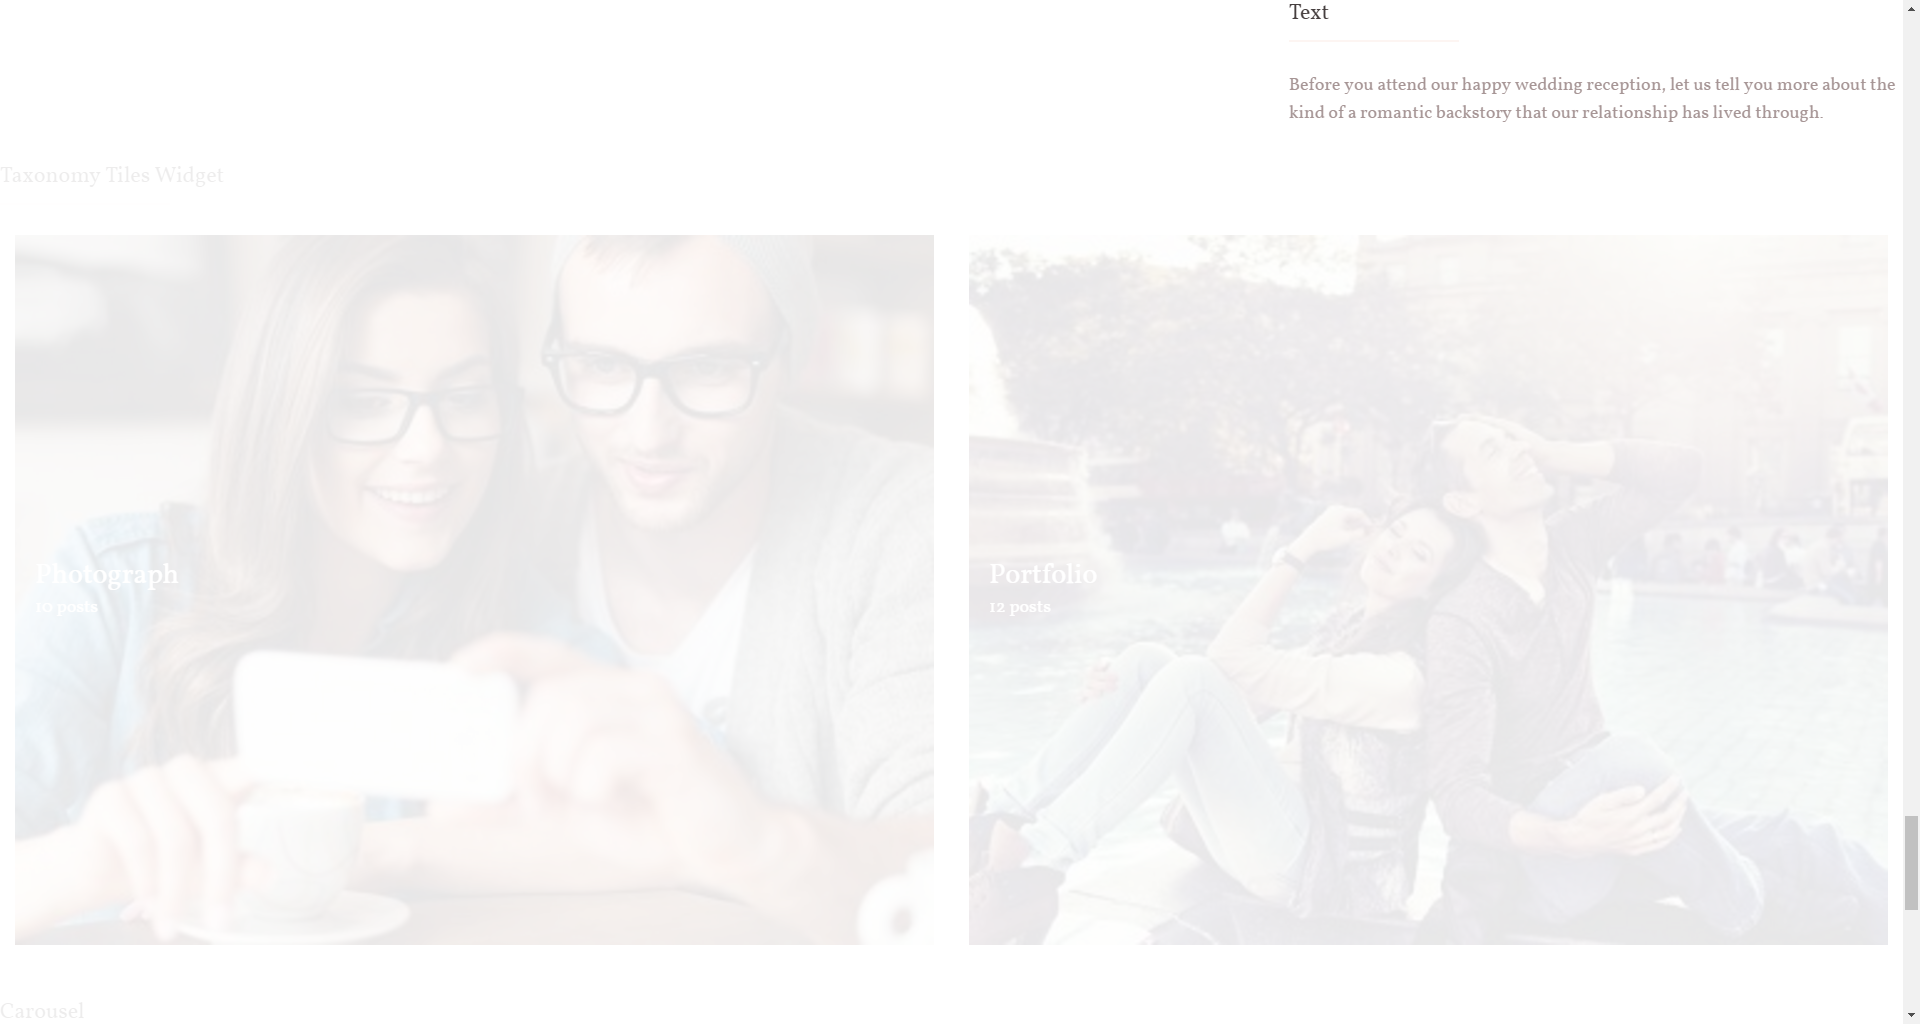 Text
Before you attend our happy wedding reception, let us tell you more about the
kind of a romantic backstory that our relationship has lived through.
Taxonomy Tiles Widget
Photograph
10 posts
Portfolio
12 posts
Carousel